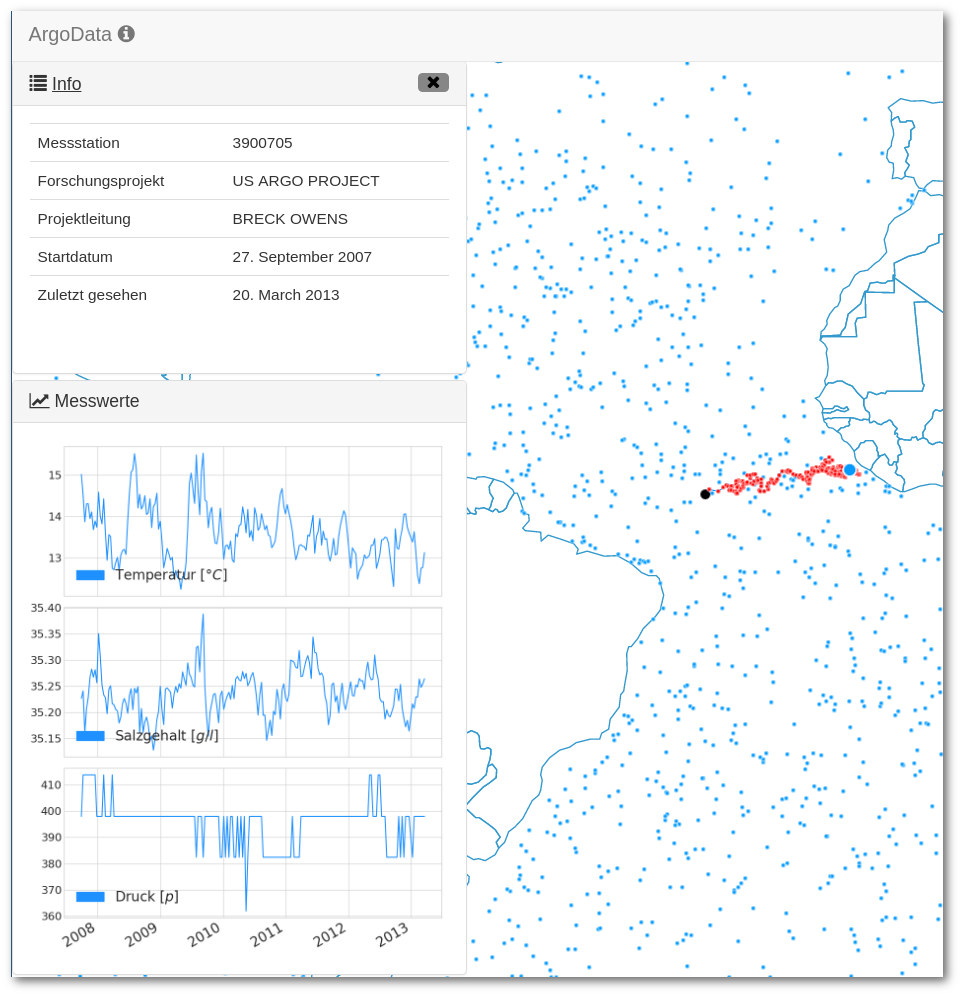 ArgoData
Info
Messstation 3900705
Forschungsprojekt US ARGO PROJECT
Projektleitung BRECK OWENS
Startdatum 27. September 2007
Zuletzt gesehen 20. March 2013
Messwerte
15
14
13
Temperatur [°C]
35.40
35.35
35.30
35.25
35.20
35.15
Salzgehalt [g/l]
410
400
390
380
370
360
Druck [p]
2008 2009 2010 2011 2012 2013